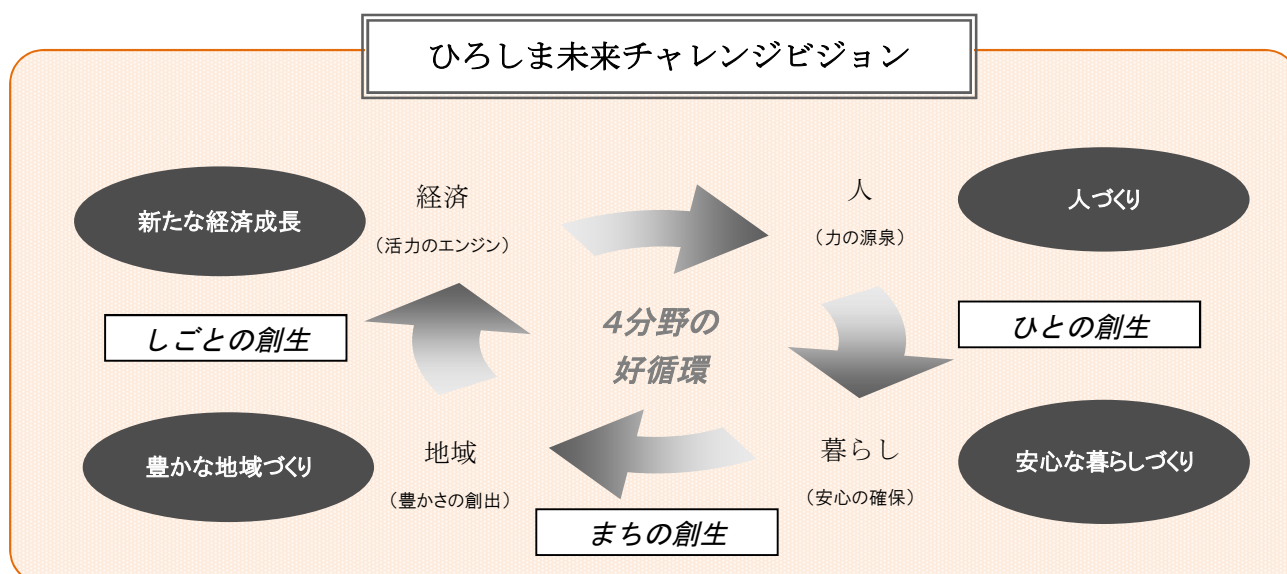 ひろしま未来チャレンジビジョン
新たな経済成長
経済
（活力のエンジン）
人
（力の源泉）
人づくり
しごとの創生
4分野の
好循環
ひとの創生
豊かな地域づくり
地域
（豊かさの創出）
暮らし
（安心の確保）
安心な暮らしづくり
まちの創生